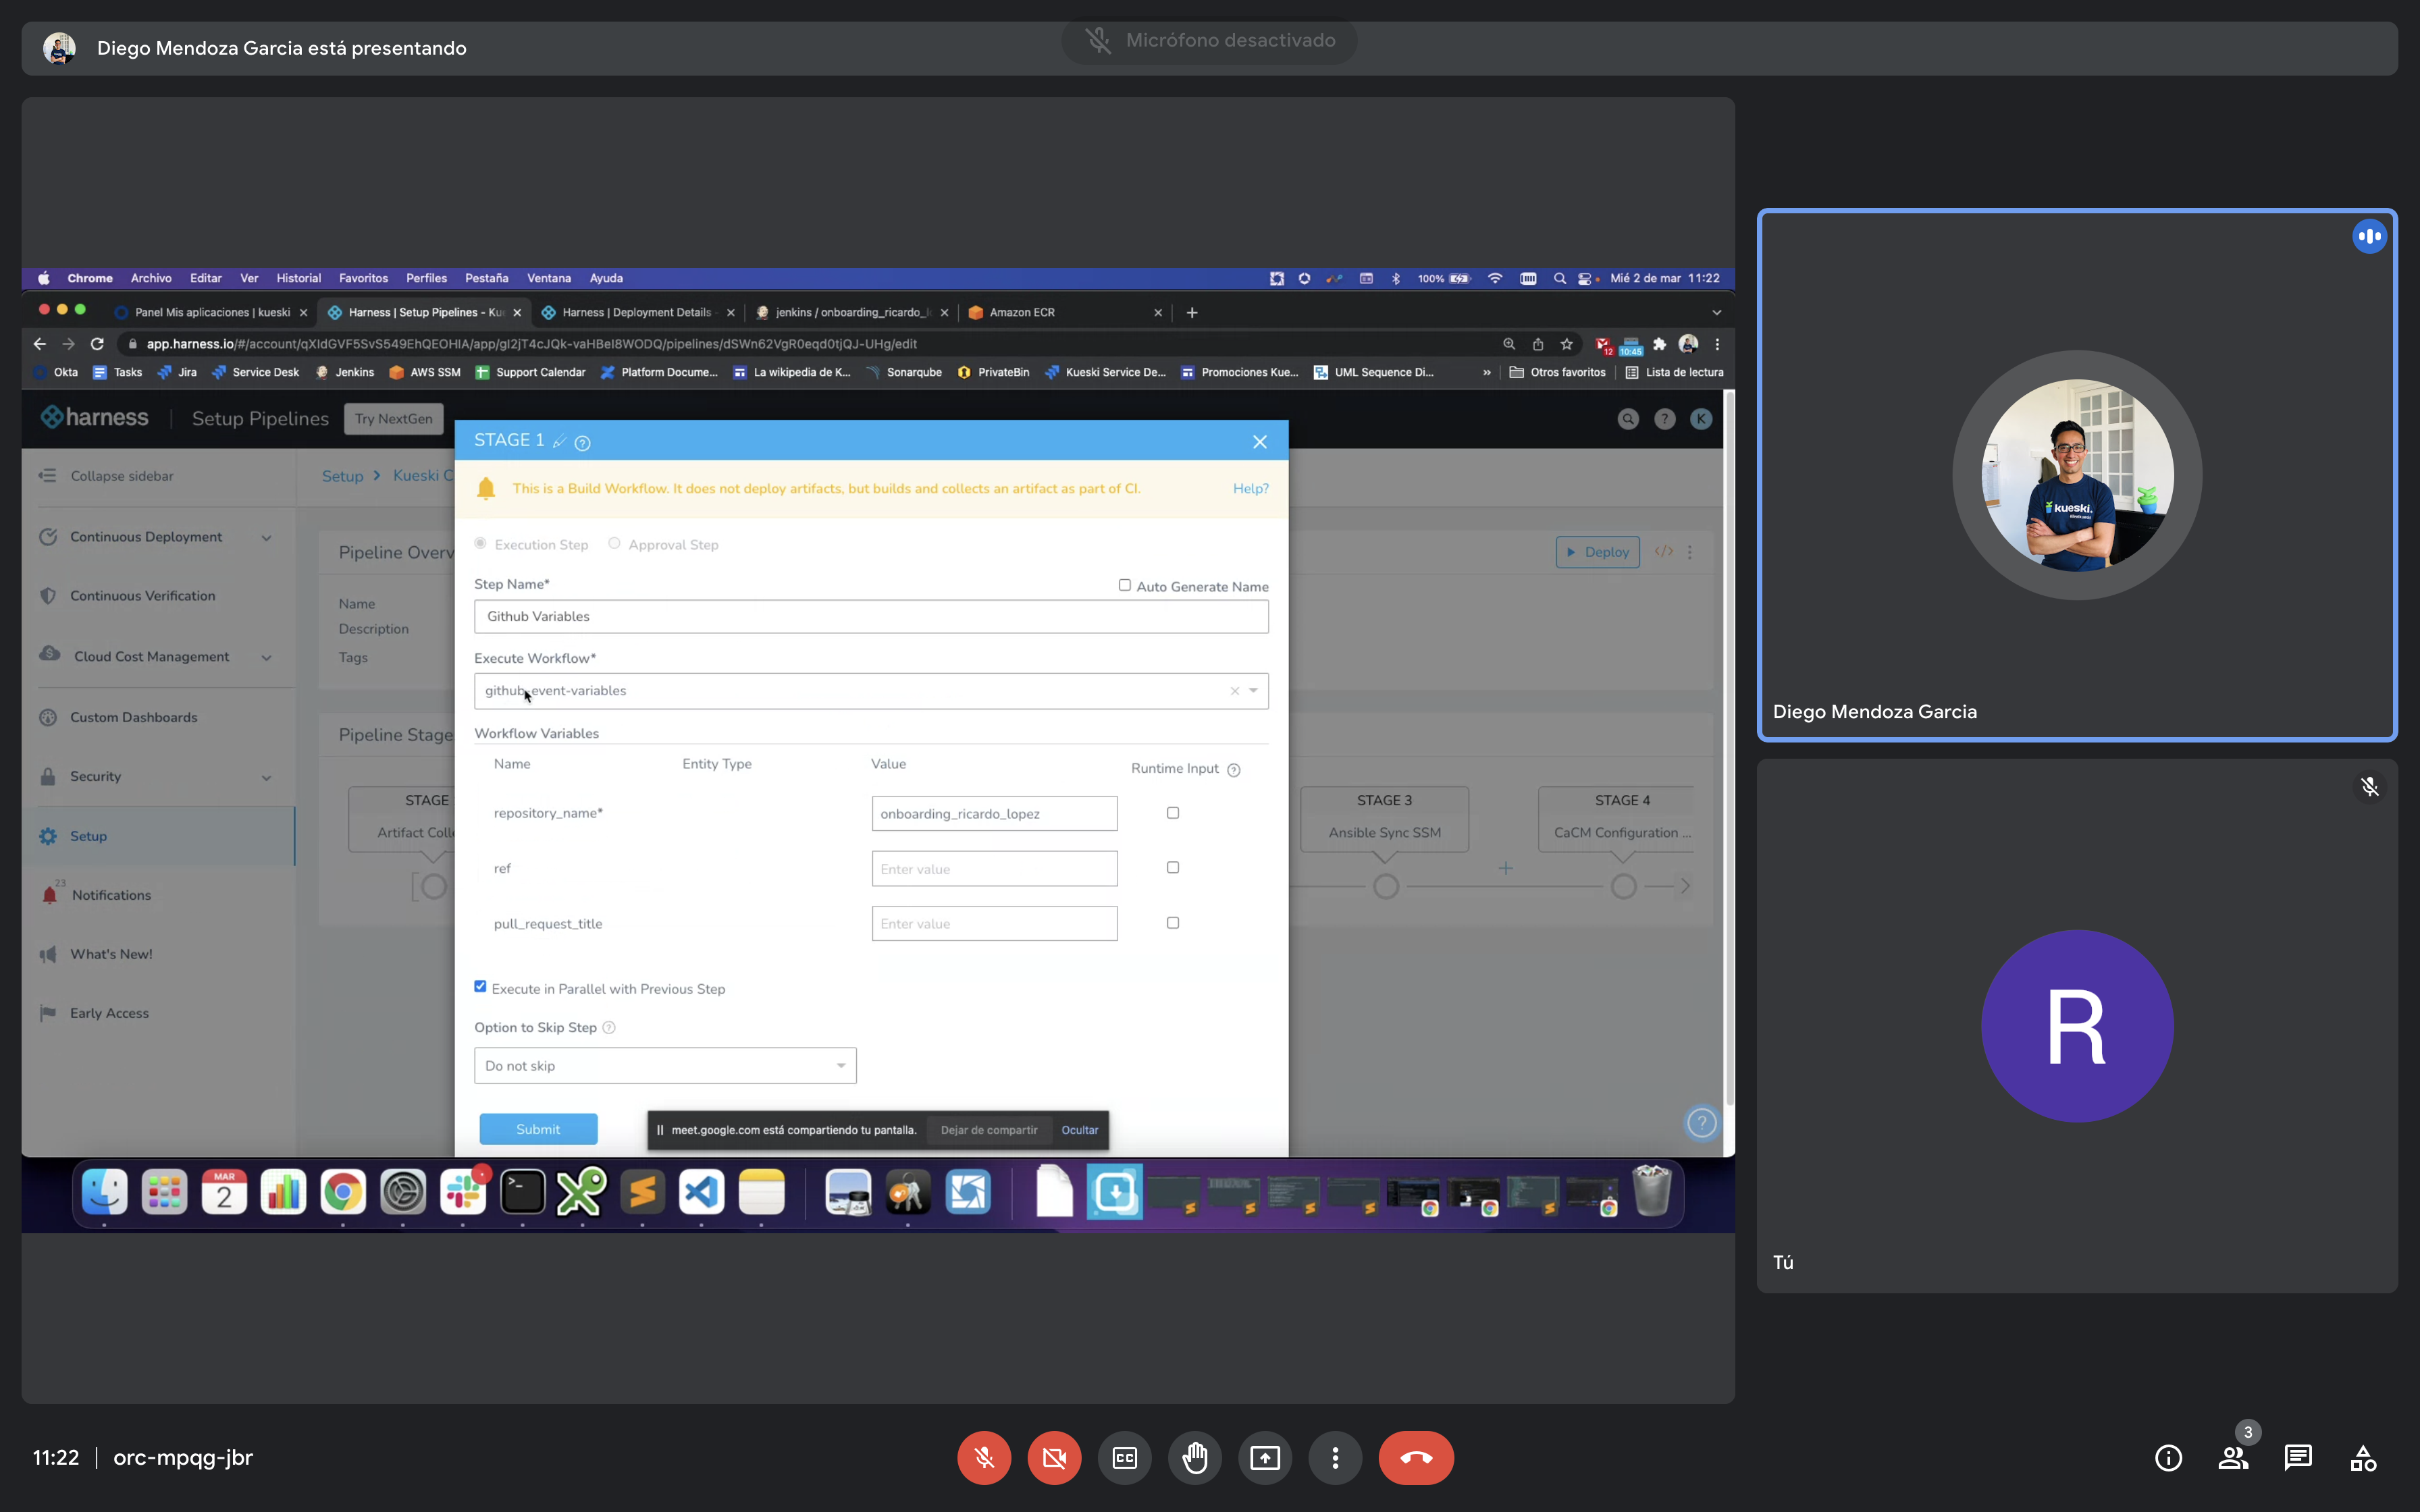 Diego Mendoza Garcia está presentando
Micrófono desactivado
Chrome Archivo Editar Ver Historial Favoritos Perfiles Pestaña Ventana Ayuda 100% Mié 2 de mar 11:22
Panel Mis aplicaciones | kueski Harness | Setup Pipelines - Ku Harness | Deployment Details - jenkins / onboarding_ricardo_l Amazon ECR
app.harness.io/#/account/qXIdGVF5SvS549EhQEOHIA/app/gI2jT4cJQk-vaHBeI8WODQ/pipelines/dSWn62VgR0eqd0tjQJ-UHg/edit 12 10:45
Okta Tasks Jira Service Desk Jenkins AWS SSM Support Calendar Platform Docume... La wikipedia de K... Sonarqube PrivateBin Kueski Service De... Promociones Kue... UML Sequence Di... » Otros favoritos Lista de lectura
harness Setup Pipelines Try NextGen ? K
STAGE 1 ?
Collapse sidebar
Setup > Kueski C
This is a Build Workflow. It does not deploy artifacts, but builds and collects an artifact as part of CI. Help?
Continuous Deployment
Continuous Verification
Cloud Cost Management
Custom Dashboards
Security
Setup
23
Notifications
What's New!
Early Access
Pipeline Overv
Name
Description
Tags
Deploy </>
Pipeline Stage
STAGE
Artifact Colle
STAGE 3
Ansible Sync SSM
STAGE 4
CaCM Configuration ...
Execution Step Approval Step
Step Name* Auto Generate Name
Github Variables
Execute Workflow*
github-event-variables
Workflow Variables
Name Entity Type Value Runtime Input ?
repository_name* onboarding_ricardo_lopez
ref Enter value
pull_request_title Enter value
Execute in Parallel with Previous Step
Option to Skip Step ?
Do not skip
Submit
meet.google.com está compartiendo tu pantalla. Dejar de compartir Ocultar
?
MAR
2
kueski.
Diego Mendoza Garcia
R
Tú
11:22 | orc-mpqg-jbr
CC
3